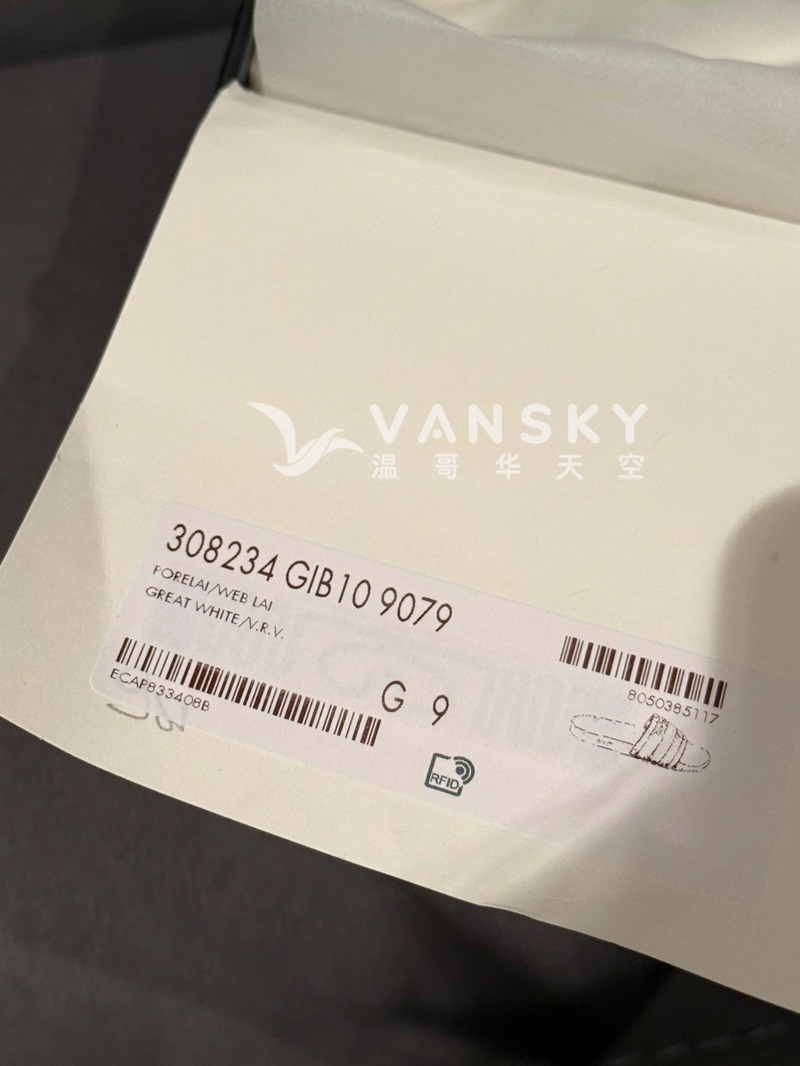 VANSKY
温哥华天空
308234 GIB10 9079
PORELAI/WEB LAI
GREAT WHITE/V.R.V.
ECAP833408B
G 9
8050385117
RFID